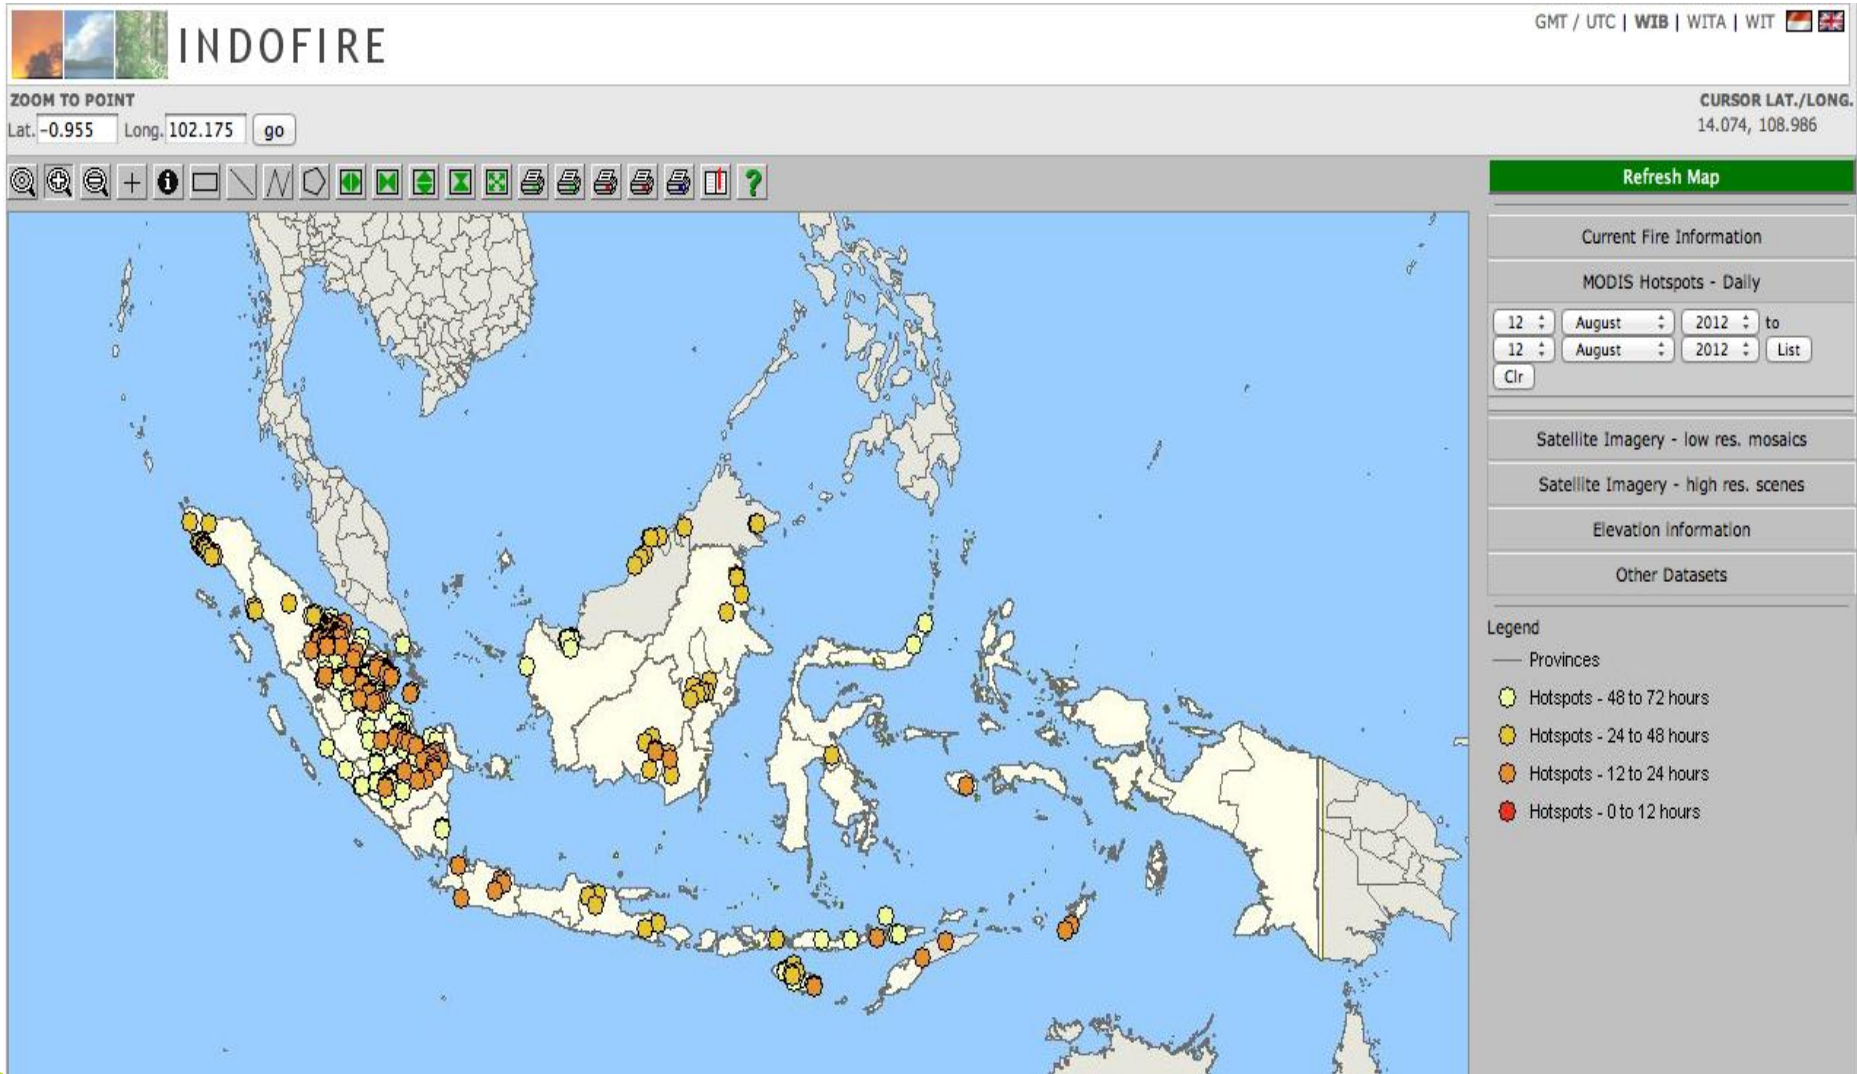 INDOFIRE
GMT / UTC | WIB | WITA | WIT
ZOOM TO POINT
Lat. -0.955 Long. 102.175 go
CURSOR LAT./LONG.
14.074, 108.986
Refresh Map
Current Fire Information
MODIS Hotspots - Daily
12 August 2012 to
12 August 2012 List
Clr
Satellite Imagery - low res. mosaics
Satellite Imagery - high res. scenes
Elevation information
Other Datasets
Legend
Provinces
Hotspots - 48 to 72 hours
Hotspots - 24 to 48 hours
Hotspots - 12 to 24 hours
Hotspots - 0 to 12 hours